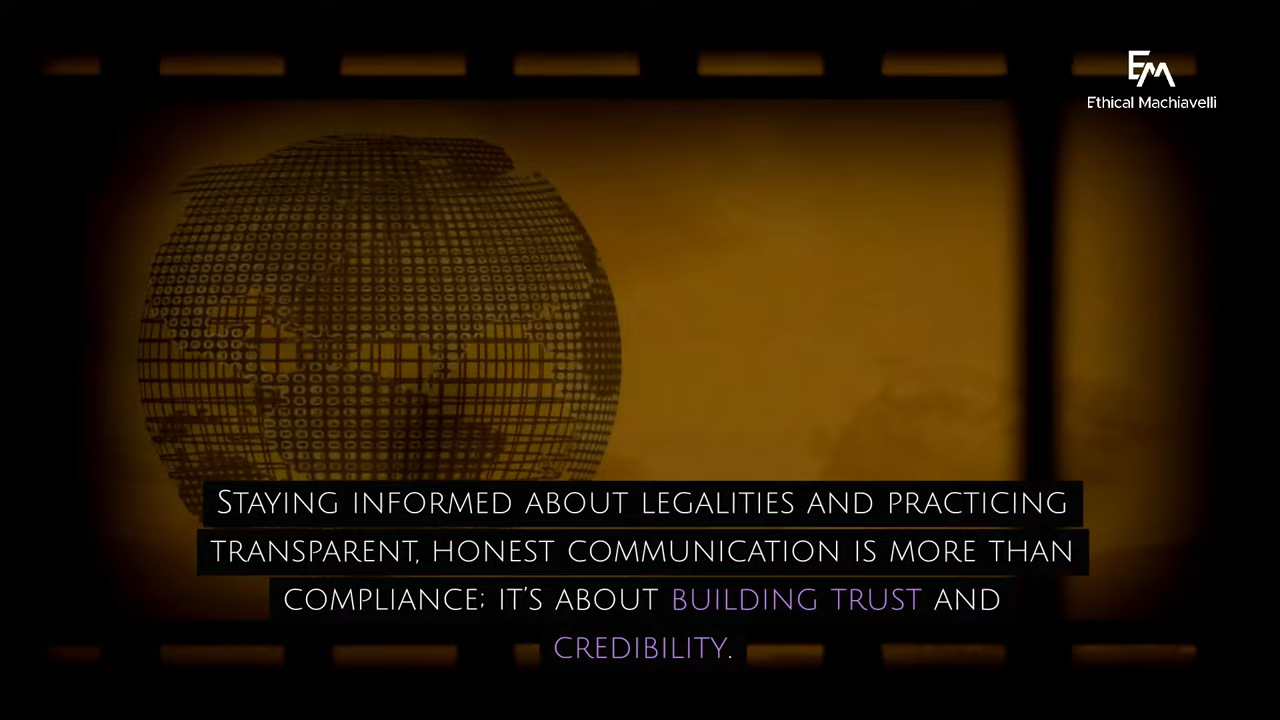 EM
Ethical Machiavelli
Staying informed about legalities and practicing
transparent, honest communication is more than
compliance; it's about building trust and
credibility.